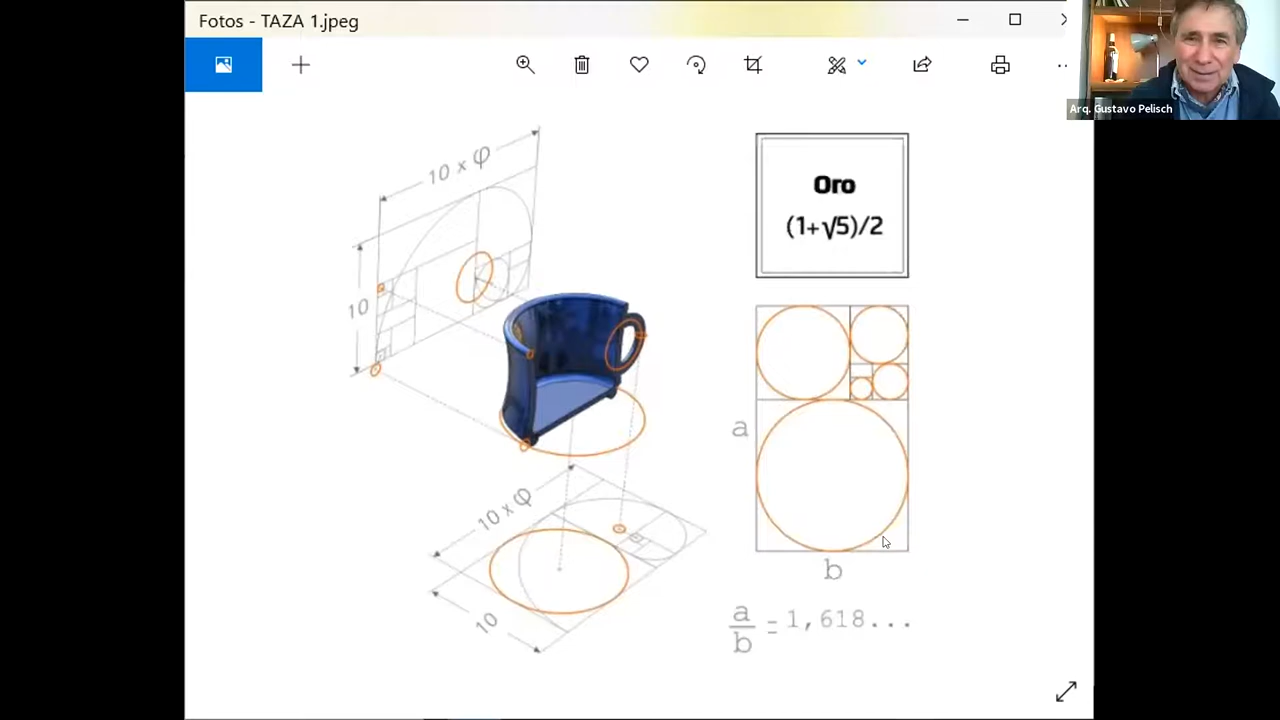 Fotos - TAZA 1.jpeg
Arq. Gustavo Pelisch
10 x φ
10
Oro
(1+√5)/2
a
b
10 x φ
10
a
b
= 1,618...